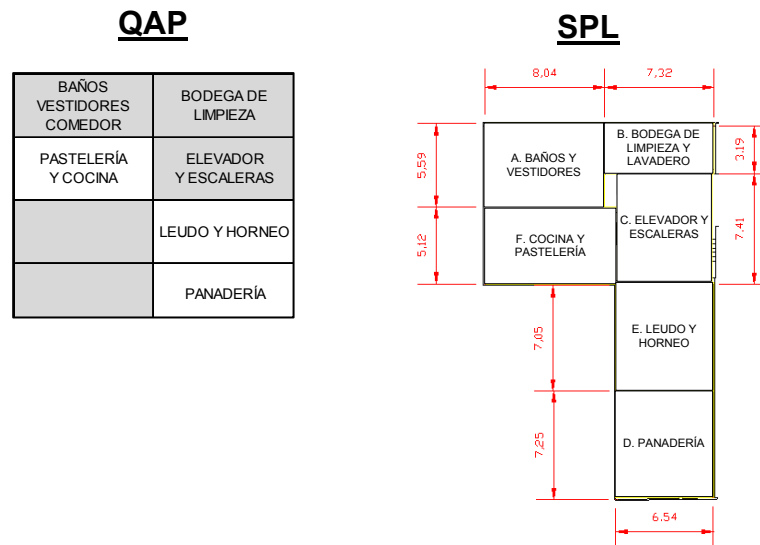 QAP
BAÑOS
VESTIDORES
COMEDOR
BODEGA DE
LIMPIEZA
PASTELERÍA
Y COCINA
ELEVADOR
Y ESCALERAS
LEUDO Y HORNEO
PANADERÍA
SPL
8,04
7,32
5,59
5,12
3,19
7,41
7,05
7,25
6,54
A. BAÑOS Y
VESTIDORES
B. BODEGA DE
LIMPIEZA Y
LAVADERO
C. ELEVADOR Y
ESCALERAS
F. COCINA Y
PASTELERÍA
E. LEUDO Y
HORNEO
D. PANADERÍA